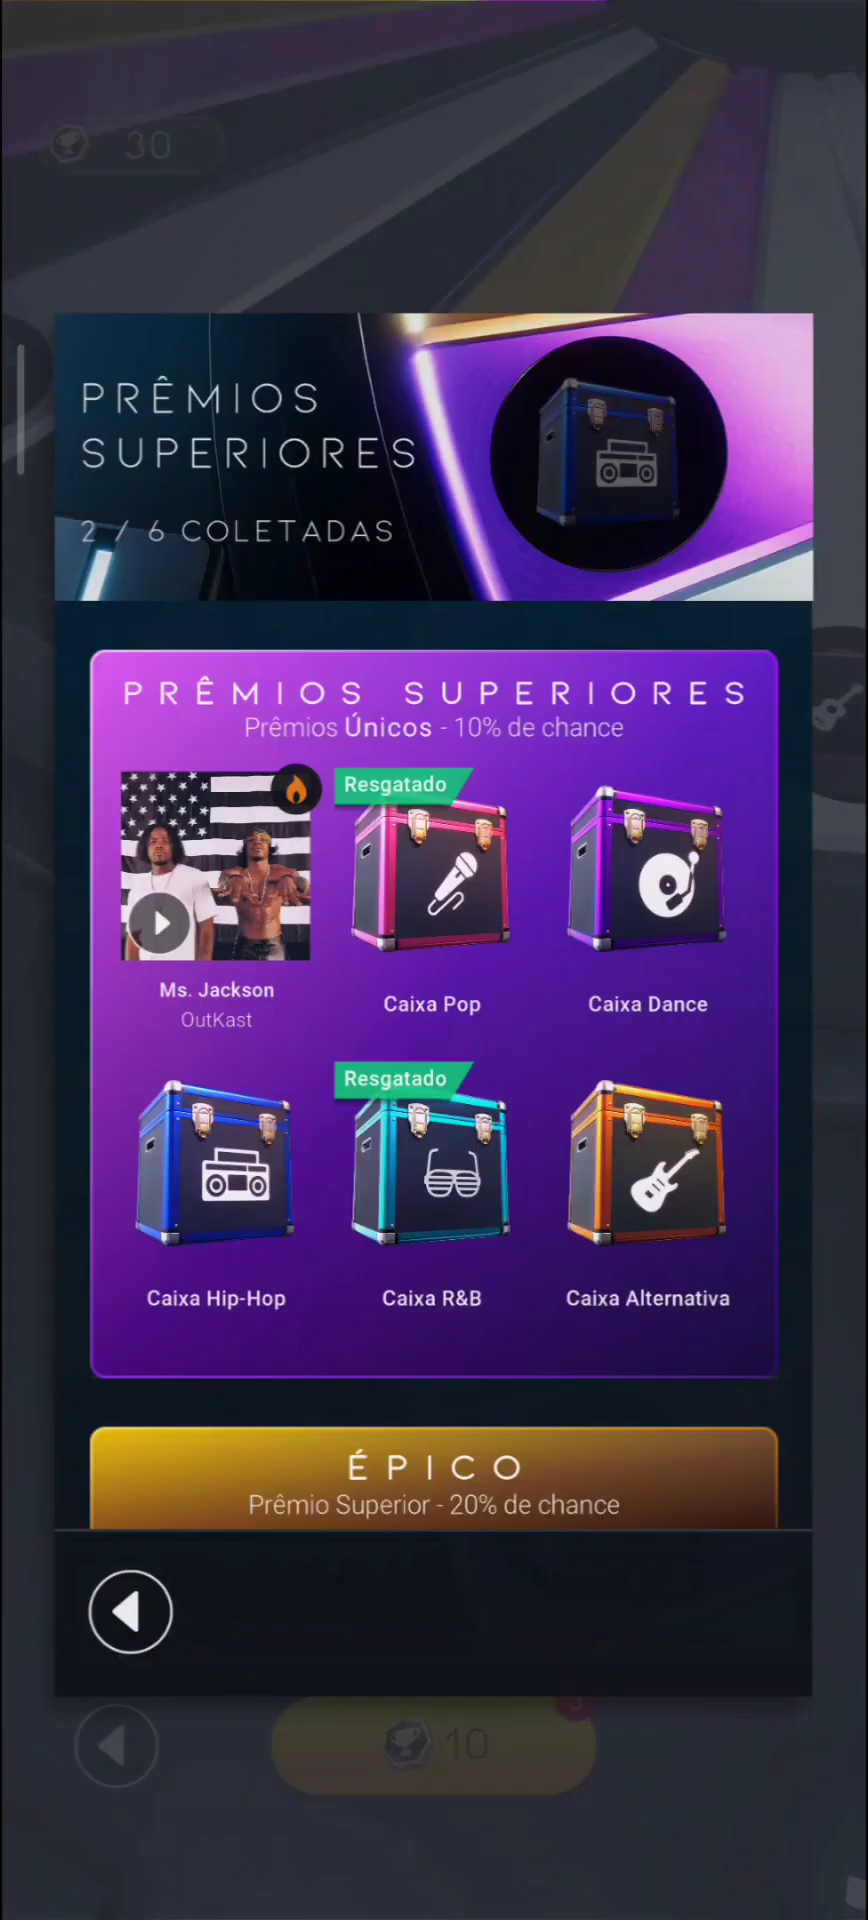 30
PRÊMIOS
SUPERIORES
2 / 6 COLETADAS
PRÊMIOS SUPERIORES
Prêmios Únicos - 10% de chance
Resgatado
Ms. Jackson
OutKast
Caixa Pop
Caixa Dance
Resgatado
Caixa Hip-Hop
Caixa R&B
Caixa Alternativa
ÉPICO
Prêmio Superior - 20% de chance
3
10